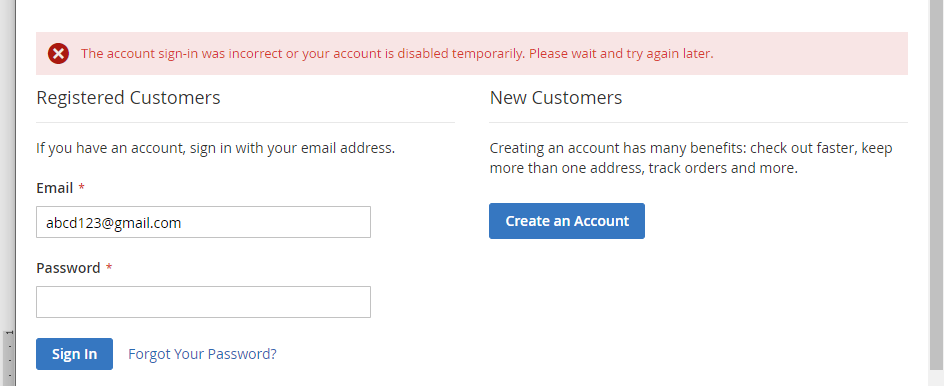 The account sign-in was incorrect or your account is disabled temporarily. Please wait and try again later.
Registered Customers
If you have an account, sign in with your email address.
Email *
abcd123@gmail.com
Password *
Sign In
Forgot Your Password?
New Customers
Creating an account has many benefits: check out faster, keep
more than one address, track orders and more.
Create an Account